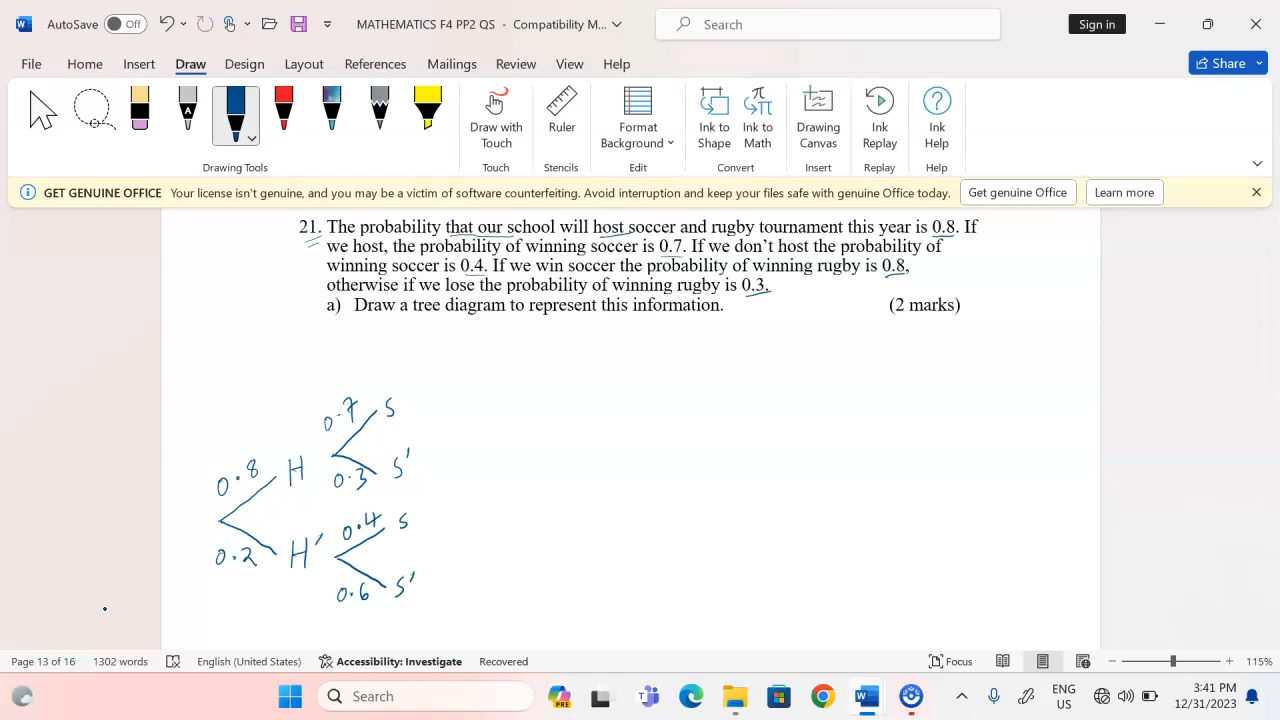 AutoSave Off MATHEMATICS F4 PP2 QS - Compatibility M... Search Sign in
File Home Insert Draw Design Layout References Mailings Review View Help Share
Draw with Touch Ruler Format Background Ink to Shape Ink to Math Drawing Canvas Ink Replay Ink Help
Drawing Tools Touch Stencils Edit Convert Insert Replay Help
GET GENUINE OFFICE Your license isn't genuine, and you may be a victim of software counterfeiting. Avoid interruption and keep your files safe with genuine Office today. Get genuine Office Learn more
21. The probability that our school will host soccer and rugby tournament this year is 0.8. If
we host, the probability of winning soccer is 0.7. If we don't host the probability of
winning soccer is 0.4. If we win soccer the probability of winning rugby is 0.8,
otherwise if we lose the probability of winning rugby is 0.3.
a) Draw a tree diagram to represent this information. (2 marks)
0.7 S
0.8 H 0.3 S'
0.4 S
0.2 H'
0.6 S'
Page 13 of 16 1302 words English (United States) Accessibility: Investigate Recovered Focus 115%
Search PRE ENG US 3:41 PM 12/31/2023